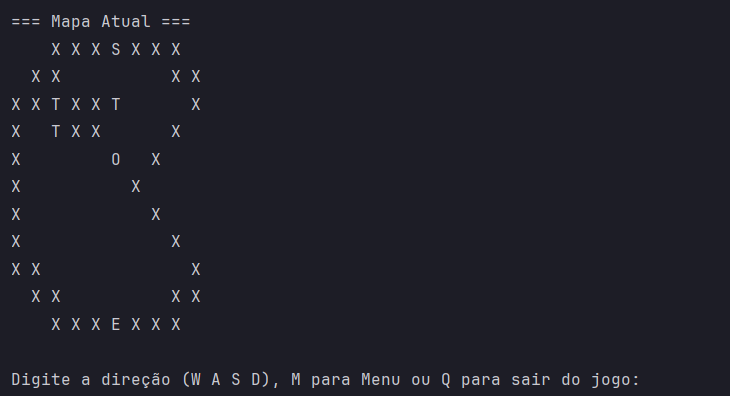 === Mapa Atual ===
    X X X S X X X
  X X           X X
X X T X X T       X
X   T X X       X
X         O   X
X           X
X             X
X               X
X X               X
  X X           X X
    X X X E X X X
Digite a direção (W A S D), M para Menu ou Q para sair do jogo: